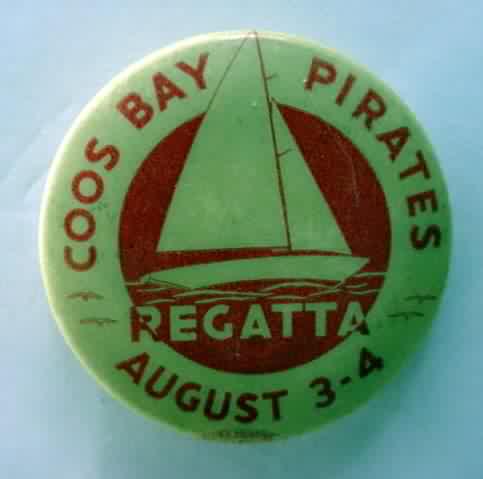 COOS BAY PIRATES
REGATTA
AUGUST 3-4